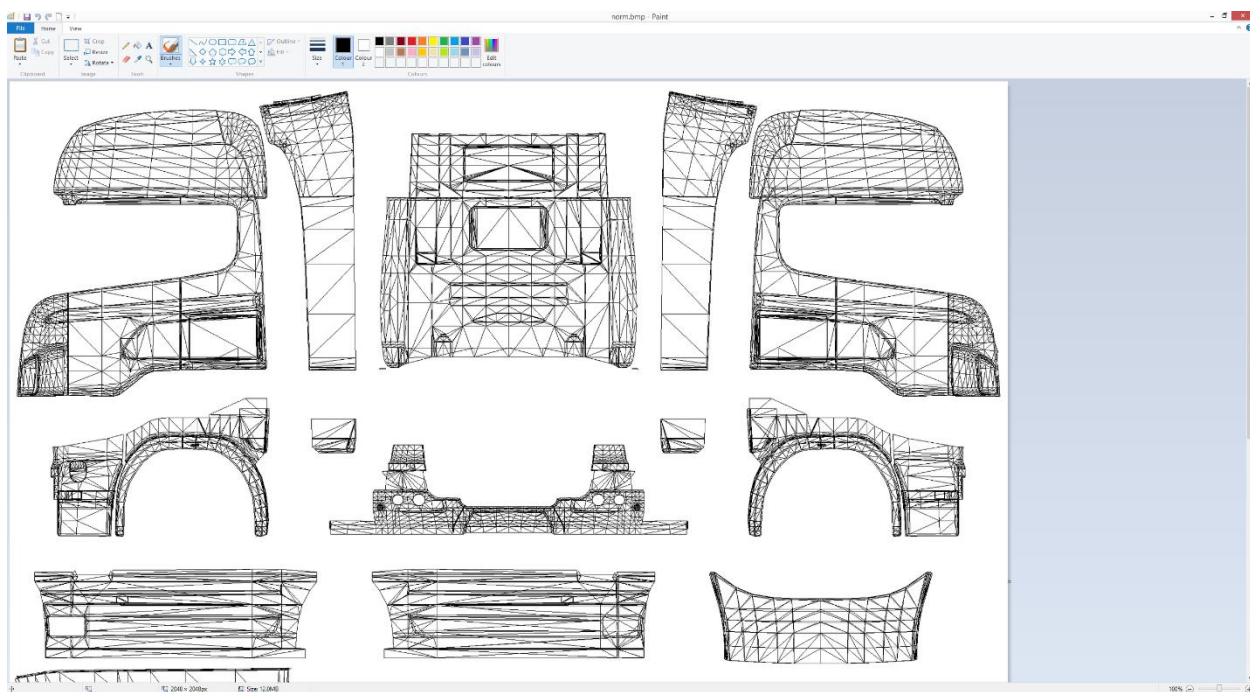 norm.bmp - Paint
File Home View
Paste
Cut
Copy
Clipboard
Select
Crop
Resize
Rotate
Image
A
Tools
Brushes
Outline
Fill
Shapes
Size
Colour 1
Colour 2
Edit colours
Colours
2048 × 2048px
Size: 12.0MB
100%